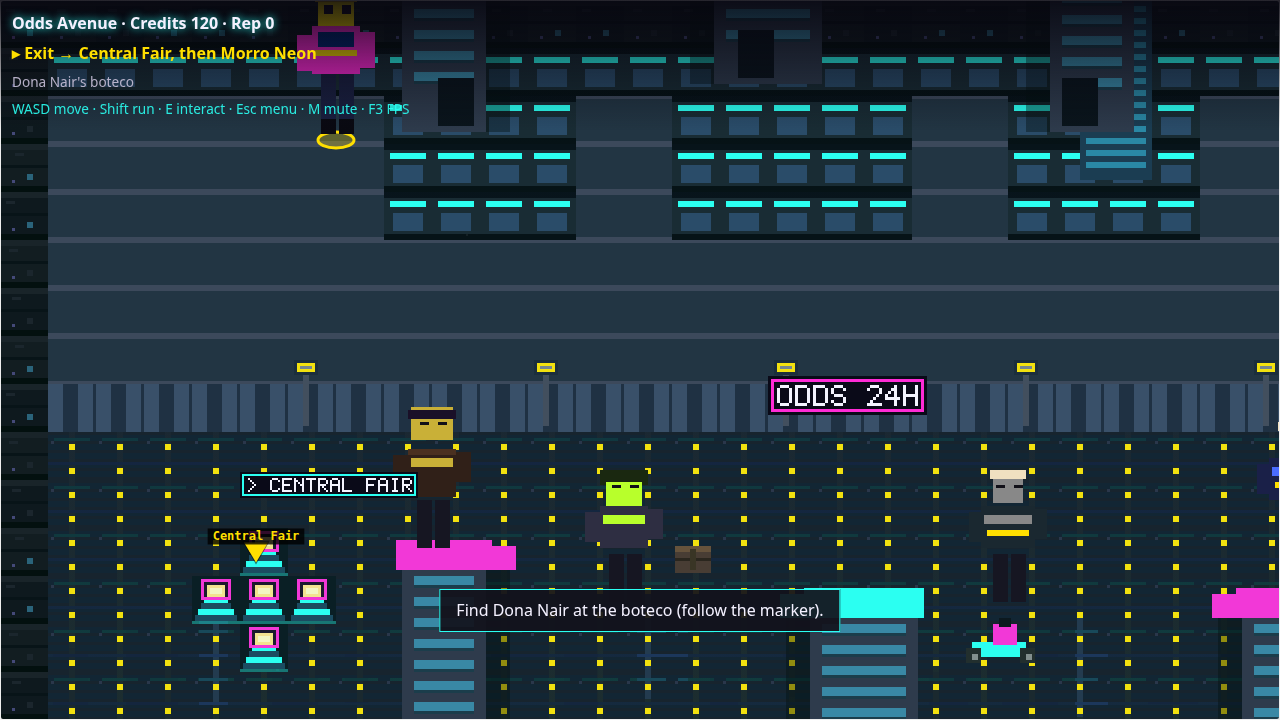 Odds Avenue · Credits 120 · Rep 0
▸ Exit → Central Fair, then Morro Neon
Dona Nair's boteco
WASD move · Shift run · E interact · Esc menu · M mute · F3 FPS
ODDS 24H
> CENTRAL FAIR
Central Fair
Find Dona Nair at the boteco (follow the marker).